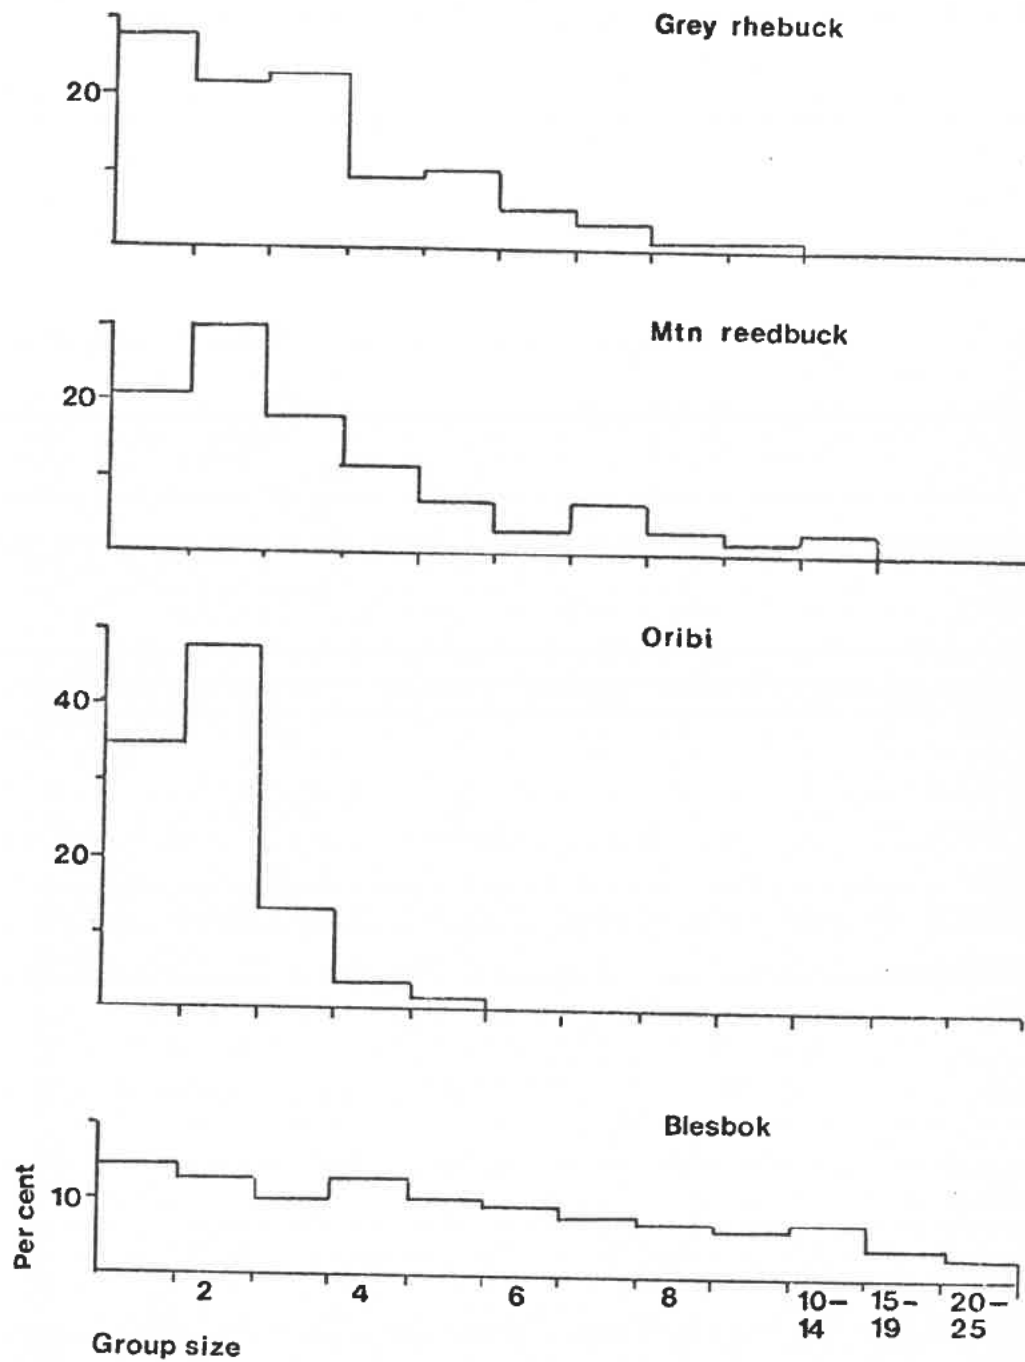 Grey rhebuck
20
Mtn reedbuck
20
Oribi
40
20
Blesbok
Per cent
10
2 4 6 8 10– 15- 20–
14 19 25
Group size